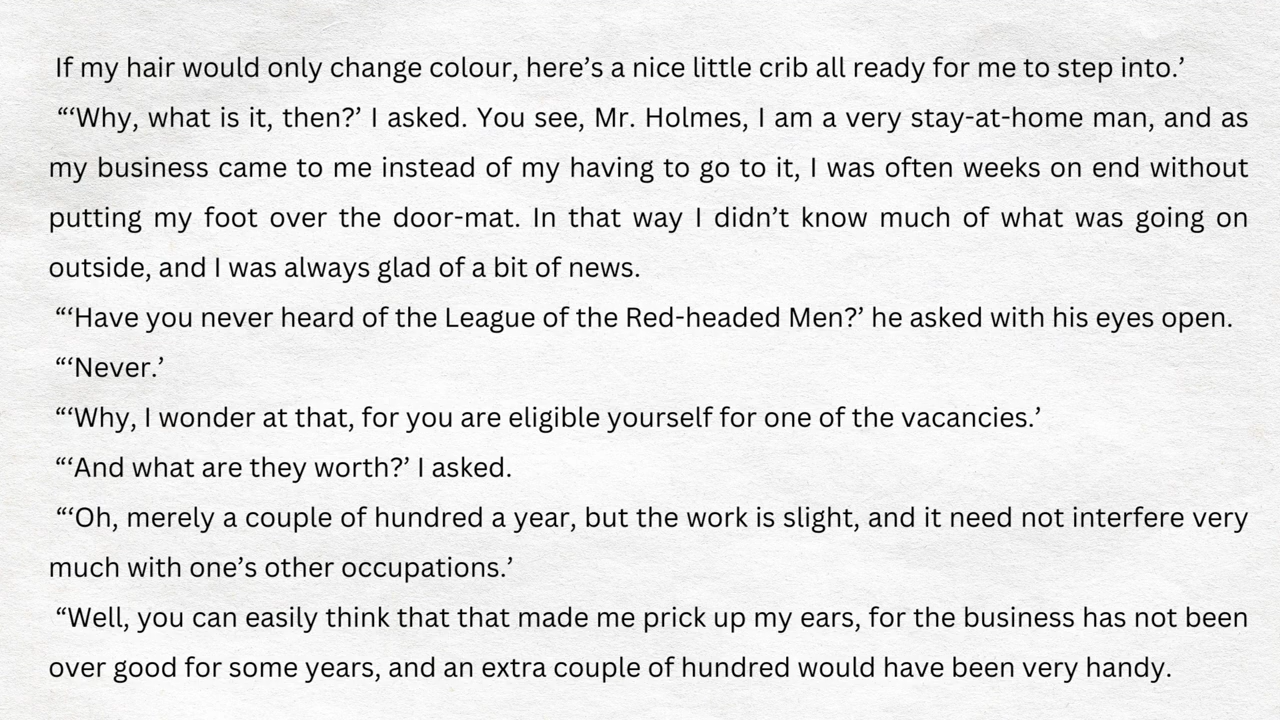 If my hair would only change colour, here’s a nice little crib all ready for me to step into.’
“‘Why, what is it, then?’ I asked. You see, Mr. Holmes, I am a very stay-at-home man, and as
my business came to me instead of my having to go to it, I was often weeks on end without
putting my foot over the door-mat. In that way I didn’t know much of what was going on
outside, and I was always glad of a bit of news.
“‘Have you never heard of the League of the Red-headed Men?’ he asked with his eyes open.
“‘Never.’
“‘Why, I wonder at that, for you are eligible yourself for one of the vacancies.’
“‘And what are they worth?’ I asked.
“‘Oh, merely a couple of hundred a year, but the work is slight, and it need not interfere very
much with one’s other occupations.’
“Well, you can easily think that that made me prick up my ears, for the business has not been
over good for some years, and an extra couple of hundred would have been very handy.